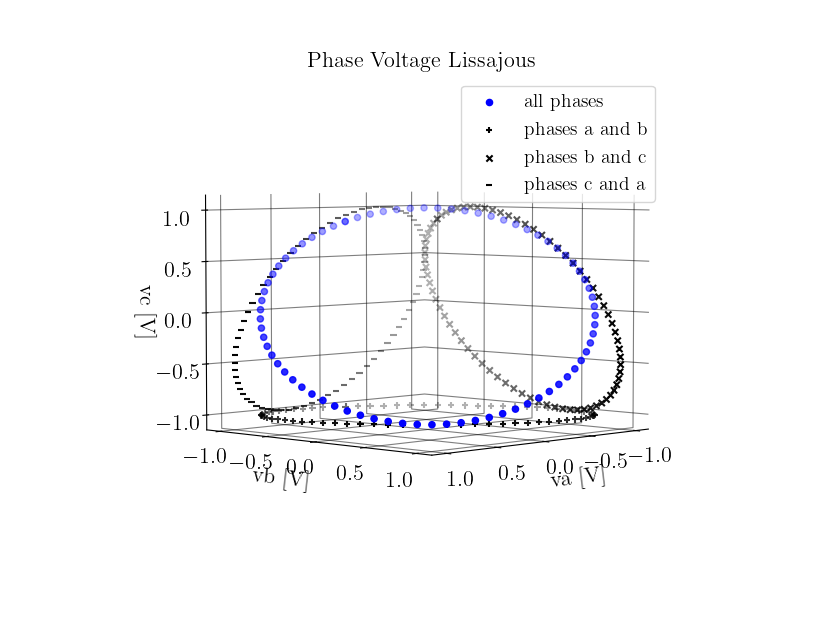 Phase Voltage Lissajous
all phases
phases a and b
phases b and c
phases c and a
1.0
0.5
0.0
−0.5
−1.0
vc [V]
−1.0
−0.5
0.0
0.5
1.0
vb [V]
1.0
0.5
0.0
−0.5
−1.0
va [V]